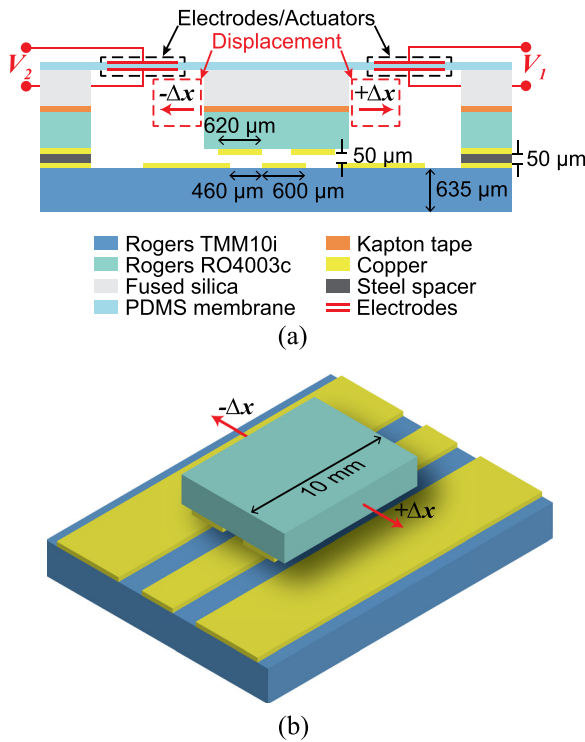 Electrodes/Actuators
Displacement
V2
V1
-Δx
+Δx
620 μm
50 μm
50 μm
460 μm
600 μm
635 μm
Rogers TMM10i
Kapton tape
Rogers RO4003c
Copper
Fused silica
Steel spacer
PDMS membrane
Electrodes
(a)
-Δx
10 mm
+Δx
(b)